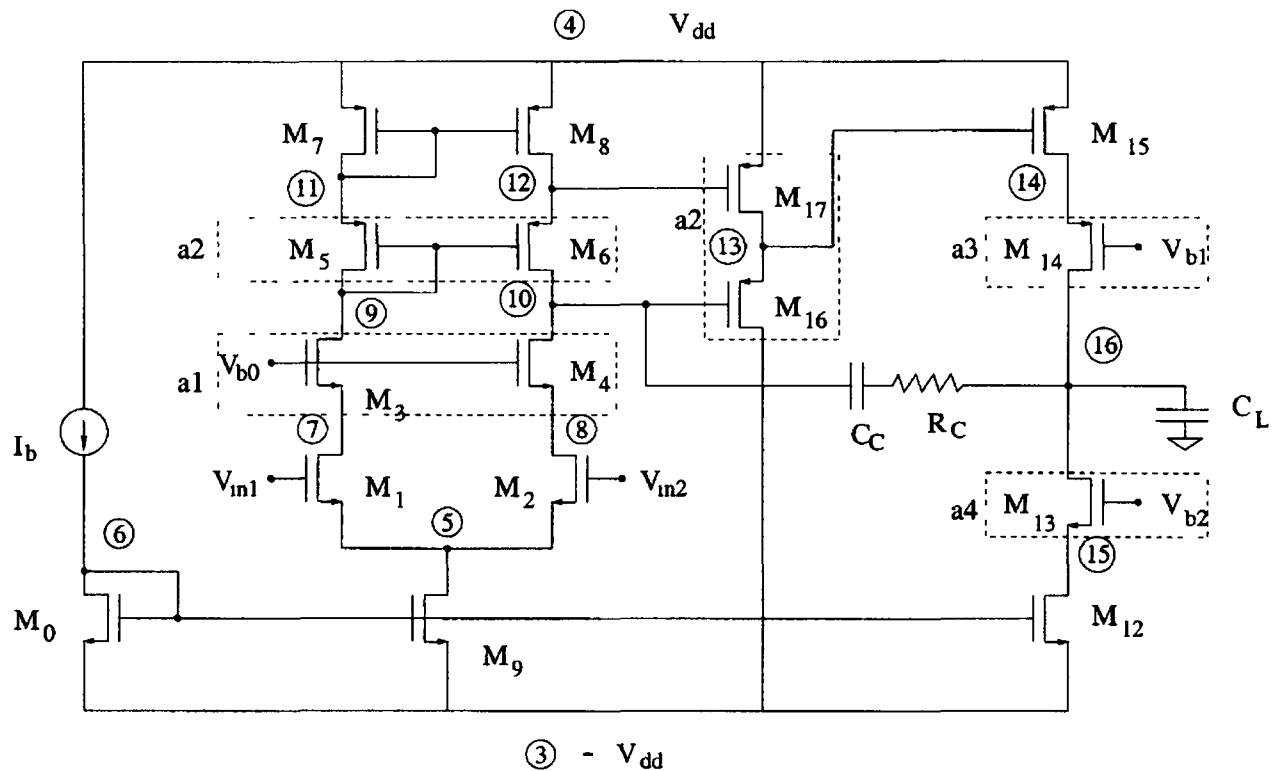 ④ V_dd
M_7
M_8
M_15
⑪
⑫
⑭
a2
M_5
M_6
a2
M_17
⑬
a3
M_14
V_b1
⑨
⑩
M_16
a1
V_b0
M_3
M_4
⑯
I_b
⑦
⑧
C_C
R_C
C_L
V_in1
M_1
M_2
V_in2
a4
M_13
V_b2
⑥
⑤
⑮
M_0
M_9
M_12
③ - V_dd